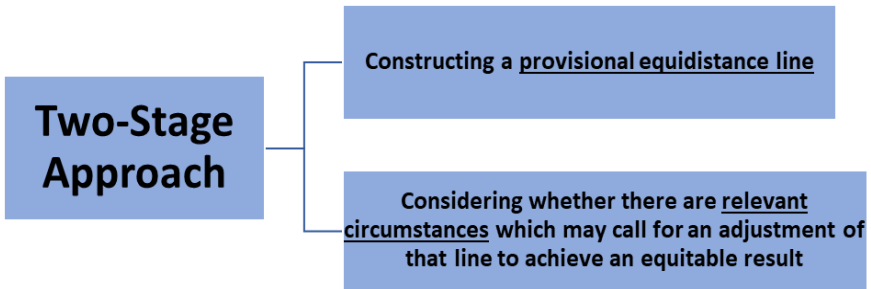 Two-Stage
Approach
Constructing a provisional equidistance line
Considering whether there are relevant
circumstances which may call for an adjustment of
that line to achieve an equitable result